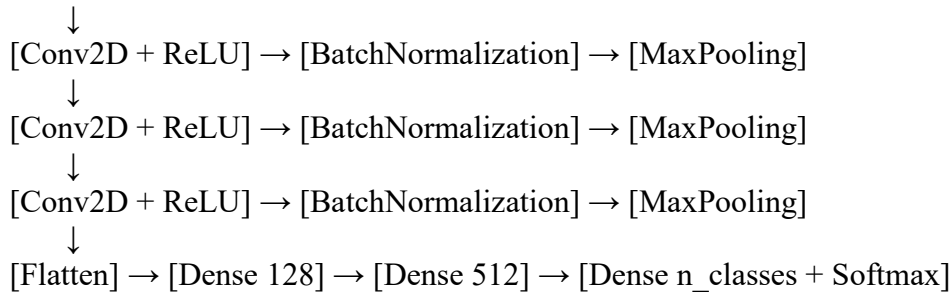 ↓
[Conv2D + ReLU] → [BatchNormalization] → [MaxPooling]
↓
[Conv2D + ReLU] → [BatchNormalization] → [MaxPooling]
↓
[Conv2D + ReLU] → [BatchNormalization] → [MaxPooling]
↓
[Flatten] → [Dense 128] → [Dense 512] → [Dense n_classes + Softmax]